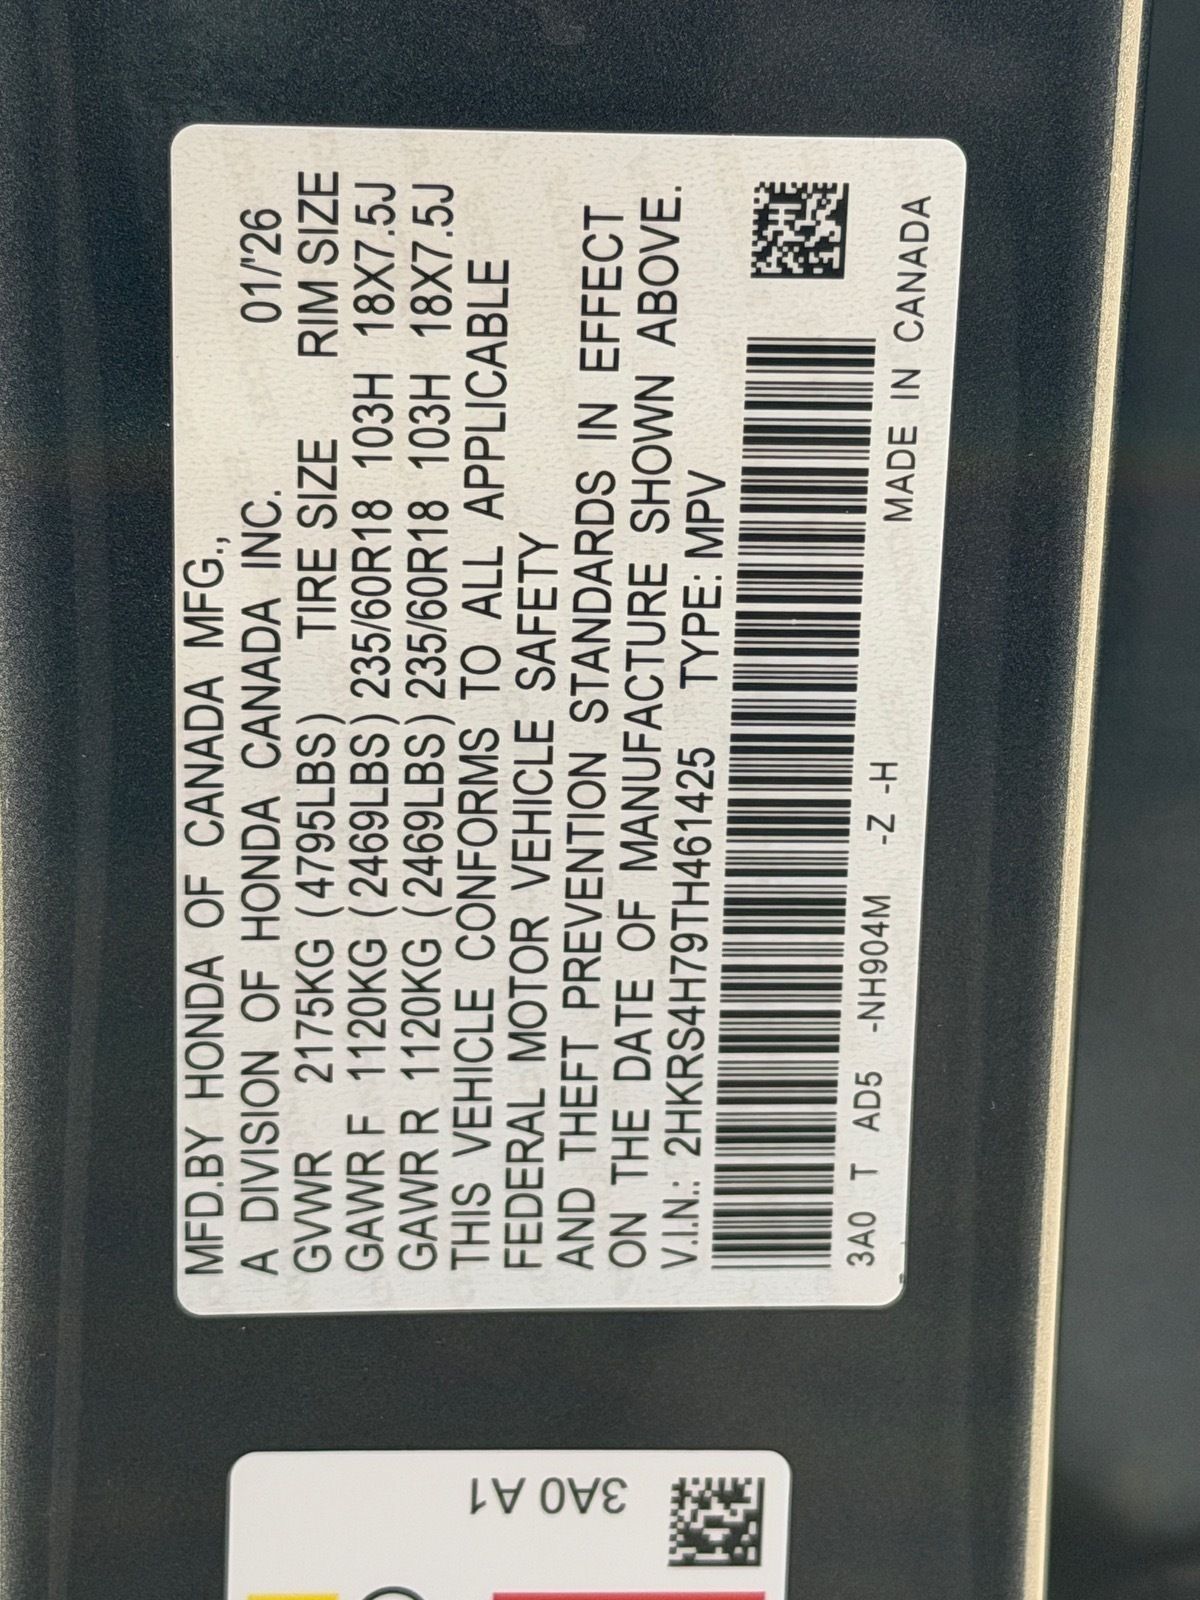 MFD.BY HONDA OF CANADA MFG.,
A DIVISION OF HONDA CANADA INC. 01/'26
GVWR 2175KG (4795LBS) TIRE SIZE RIM SIZE
GAWR F 1120KG (2469LBS) 235/60R18 103H 18X7.5J
GAWR R 1120KG (2469LBS) 235/60R18 103H 18X7.5J
THIS VEHICLE CONFORMS TO ALL APPLICABLE
FEDERAL MOTOR VEHICLE SAFETY
AND THEFT PREVENTION STANDARDS IN EFFECT
ON THE DATE OF MANUFACTURE SHOWN ABOVE.
V.I.N.: 2HKRS4H79TH461425 TYPE: MPV
3A0 T AD5 -NH904M -Z -H MADE IN CANADA
3A0 A1